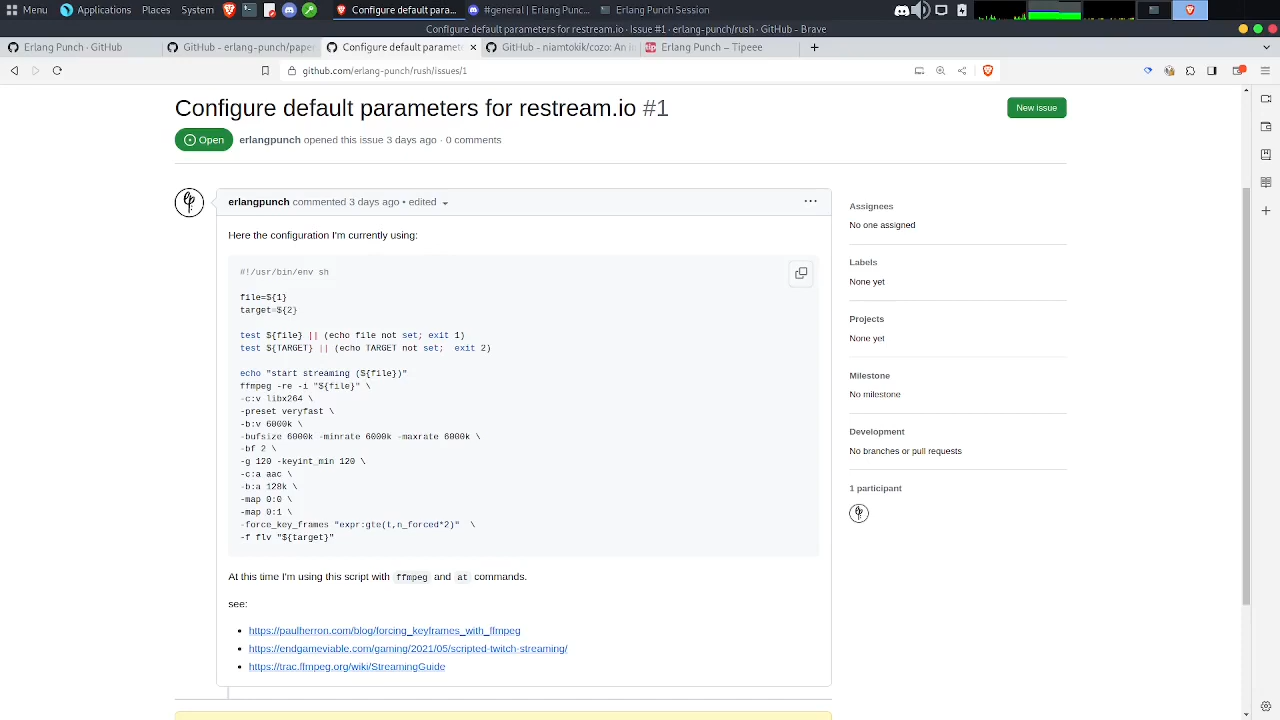 Menu Applications Places System Configure default para... #general | Erlang Punc... Erlang Punch Session
Configure default parameters for restream.io · Issue #1 · erlang-punch/rush · GitHub - Brave
Erlang Punch · GitHub GitHub - erlang-punch/pape Configure default paramete GitHub - niamtokik/cozo: An i tip Erlang Punch – Tipeee
github.com/erlang-punch/rush/issues/1
Configure default parameters for restream.io #1
New issue
Open erlangpunch opened this issue 3 days ago · 0 comments
erlangpunch commented 3 days ago • edited
Here the configuration I'm currently using:
#!/usr/bin/env sh
file=${1}
target=${2}
test ${file} || (echo file not set; exit 1)
test ${TARGET} || (echo TARGET not set;  exit 2)
echo "start streaming (${file})"
ffmpeg -re -i "${file}" \
-c:v libx264 \
-preset veryfast \
-b:v 6000k \
-bufsize 6000k -minrate 6000k -maxrate 6000k \
-bf 2 \
-g 120 -keyint_min 120 \
-c:a aac \
-b:a 128k \
-map 0:0 \
-map 0:1 \
-force_key_frames "expr:gte(t,n_forced*2)"  \
-f flv "${target}"
At this time I'm using this script with ffmpeg and at commands.
see:
• https://paulherron.com/blog/forcing_keyframes_with_ffmpeg
• https://endgameviable.com/gaming/2021/05/scripted-twitch-streaming/
• https://trac.ffmpeg.org/wiki/StreamingGuide
Assignees
No one assigned
Labels
None yet
Projects
None yet
Milestone
No milestone
Development
No branches or pull requests
1 participant